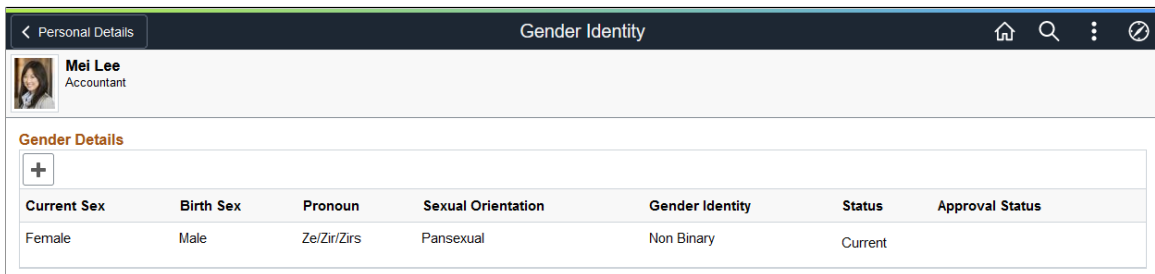 Personal Details
Gender Identity
Mei Lee
Accountant
Gender Details
Current Sex Birth Sex Pronoun Sexual Orientation Gender Identity Status Approval Status
Female Male Ze/Zir/Zirs Pansexual Non Binary Current